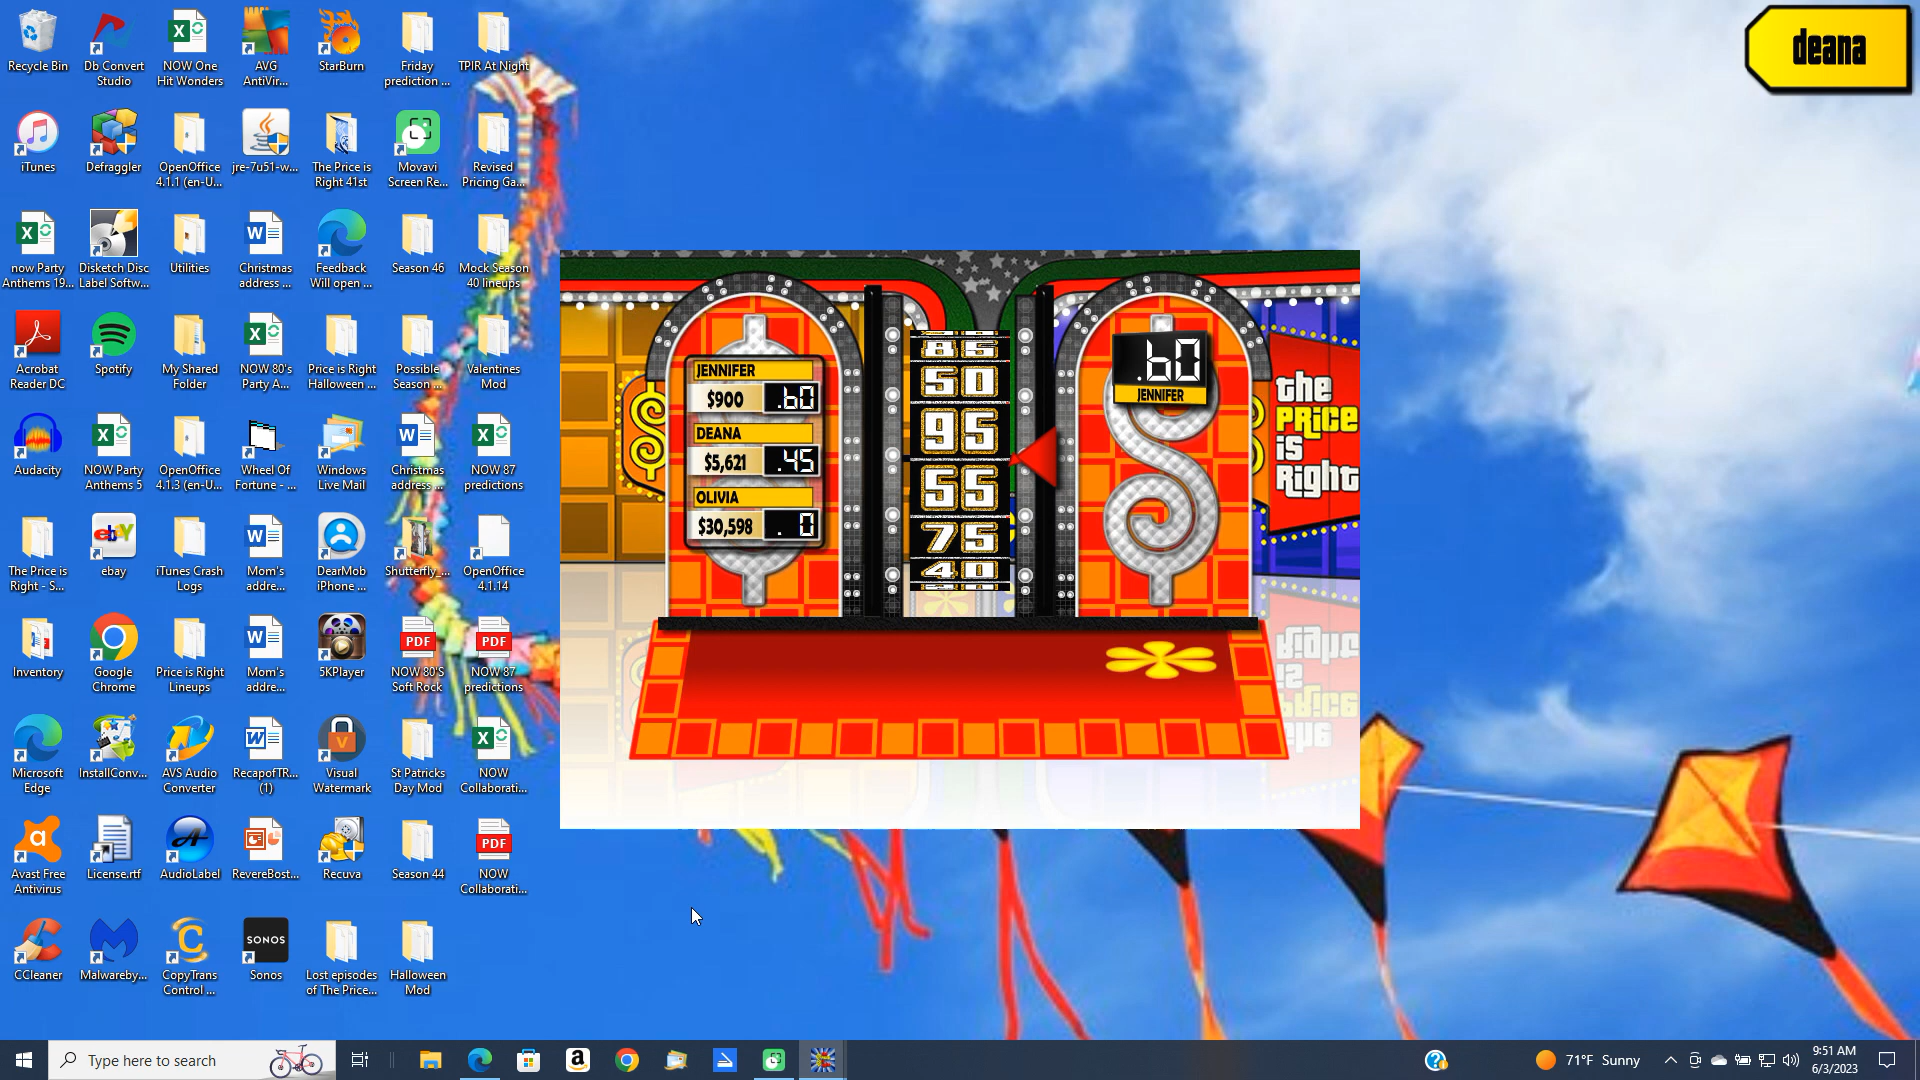 Recycle Bin
Db Convert
Studio
NOW One
Hit Wonders
AVG
AntiVir...
StarBurn
Friday
prediction ...
TPIR At Night
deana
iTunes
Defraggler
OpenOffice
4.1.1 (en-U...
jre-7u51-w...
The Price is
Right 41st
Movavi
Screen Re...
Revised
Pricing Ga...
now Party
Anthems 19...
Disketch Disc
Label Softw...
Utilities
Christmas
address ...
Feedback
Will open ...
Season 46
Mock Season
40 lineups
Acrobat
Reader DC
Spotify
My Shared
Folder
NOW 80's
Party A...
Price is Right
Halloween ...
Possible
Season ...
Valentines
Mod
Audacity
NOW Party
Anthems 5
OpenOffice
4.1.3 (en-U...
Wheel Of
Fortune - ...
Windows
Live Mail
Christmas
address ...
NOW 87
predictions
The Price is
Right - S...
ebay
iTunes Crash
Logs
Mom's
addre...
DearMob
iPhone ...
Shutterfly_...
OpenOffice
4.1.14
Inventory
Google
Chrome
Price is Right
Lineups
Mom's
addre...
5KPlayer
PDF
NOW 80'S
Soft Rock
PDF
NOW 87
predictions
Microsoft
Edge
InstallConv...
AVS Audio
Converter
RecapofTR...
(1)
Visual
Watermark
St Patricks
Day Mod
NOW
Collaborati...
Avast Free
Antivirus
License.rtf
AudioLabel
RevereBost...
Recuva
Season 44
PDF
NOW
Collaborati...
CCleaner
Malwareby...
CopyTrans
Control ...
SONOS
Sonos
Lost episodes
of The Price...
Halloween
Mod
JENNIFER
$900 .60
DEANA
$5,621 .45
OLIVIA
$30,598 . 0
85
50
95
55
75
40
.60
JENNIFER
the
PRICE
is
Right
Type here to search
71°F Sunny
9:51 AM
6/3/2023